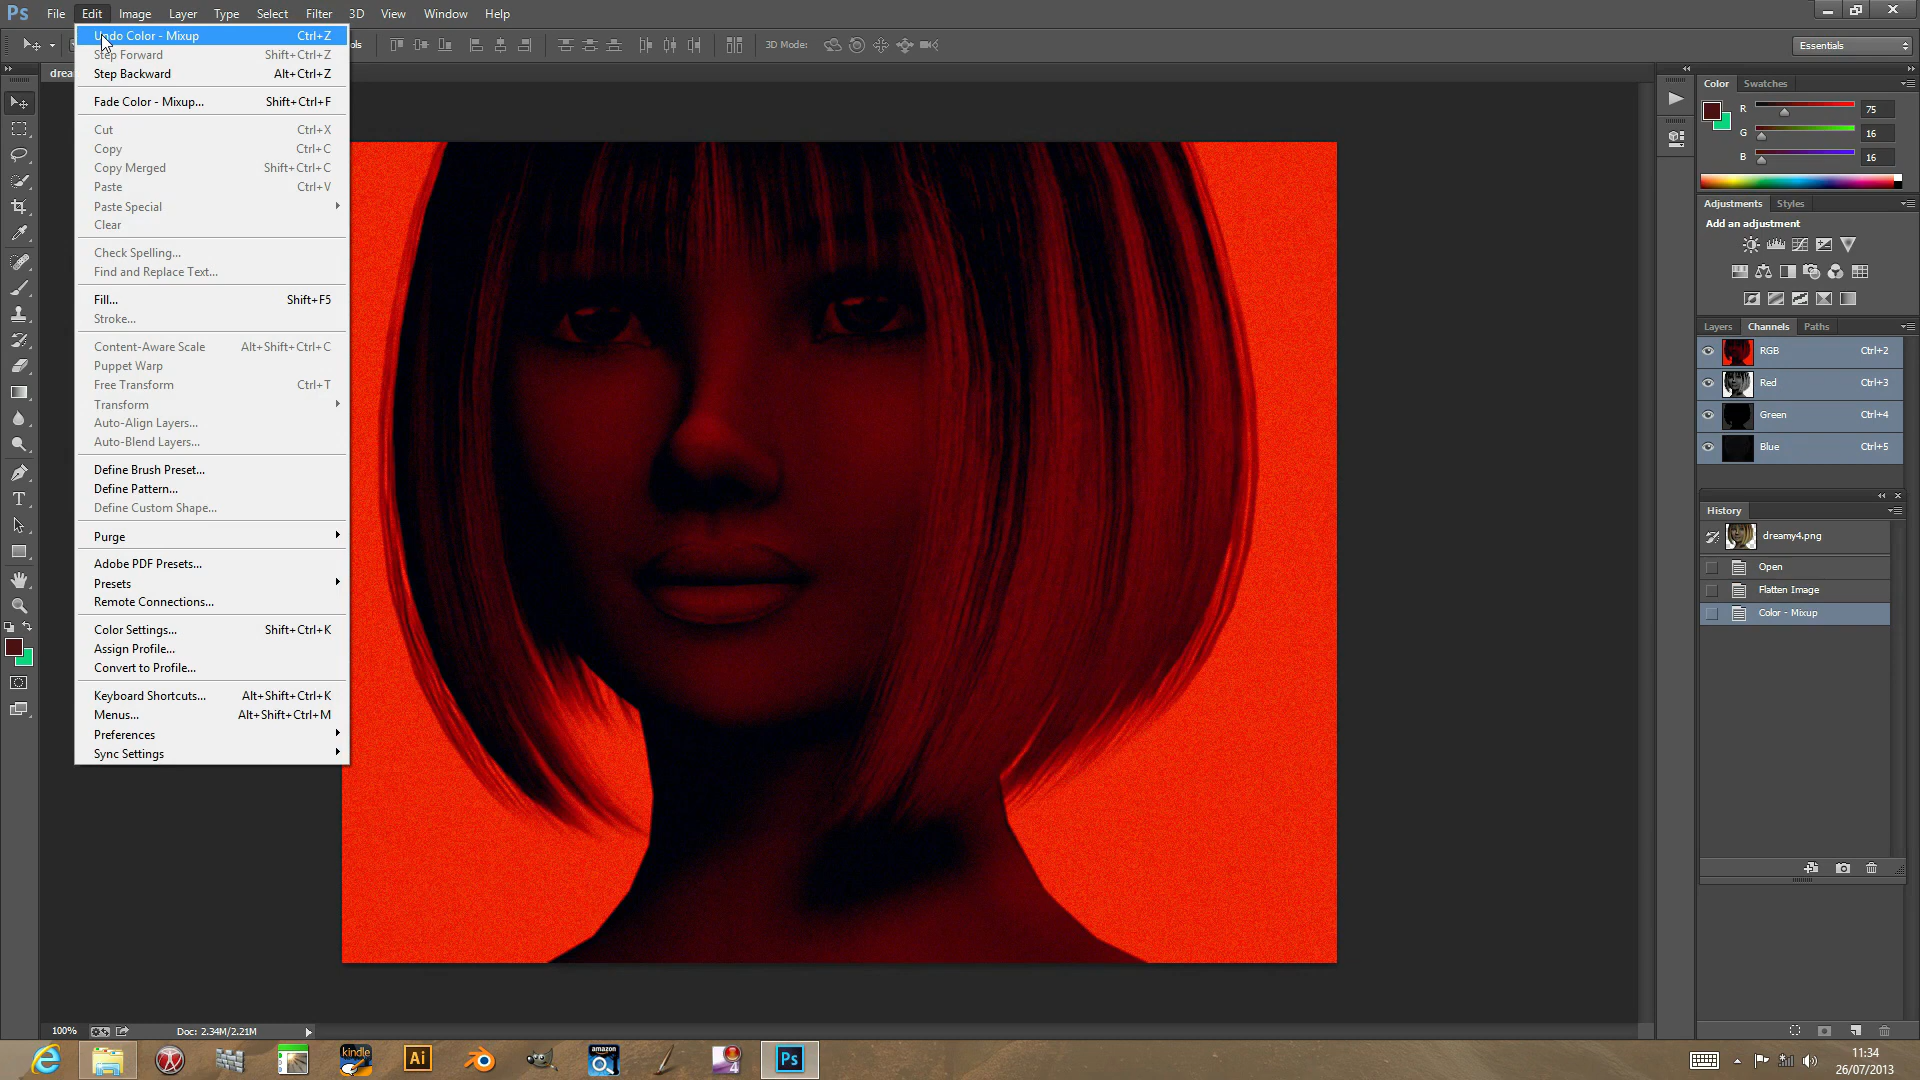 Ps File Edit Image Layer Type Select Filter 3D View Window Help
Undo Color - Mixup Ctrl+Z
Step Forward Shift+Ctrl+Z
Step Backward Alt+Ctrl+Z
Fade Color - Mixup... Shift+Ctrl+F
Cut Ctrl+X
Copy Ctrl+C
Copy Merged Shift+Ctrl+C
Paste Ctrl+V
Paste Special
Clear
Check Spelling...
Find and Replace Text...
Fill... Shift+F5
Stroke...
Content-Aware Scale Alt+Shift+Ctrl+C
Puppet Warp
Free Transform Ctrl+T
Transform
Auto-Align Layers...
Auto-Blend Layers...
Define Brush Preset...
Define Pattern...
Define Custom Shape...
Purge
Adobe PDF Presets...
Presets
Remote Connections...
Color Settings... Shift+Ctrl+K
Assign Profile...
Convert to Profile...
Keyboard Shortcuts... Alt+Shift+Ctrl+K
Menus... Alt+Shift+Ctrl+M
Preferences
Sync Settings
3D Mode:
Essentials
Color Swatches
R 75
G 16
B 16
Adjustments Styles
Add an adjustment
Layers Channels Paths
RGB Ctrl+2
Red Ctrl+3
Green Ctrl+4
Blue Ctrl+5
History
dreamy4.png
Open
Flatten Image
Color - Mixup
100% Doc: 2.34M/2.21M
kindle
Ai
amazon
4
Ps
11:34
26/07/2013